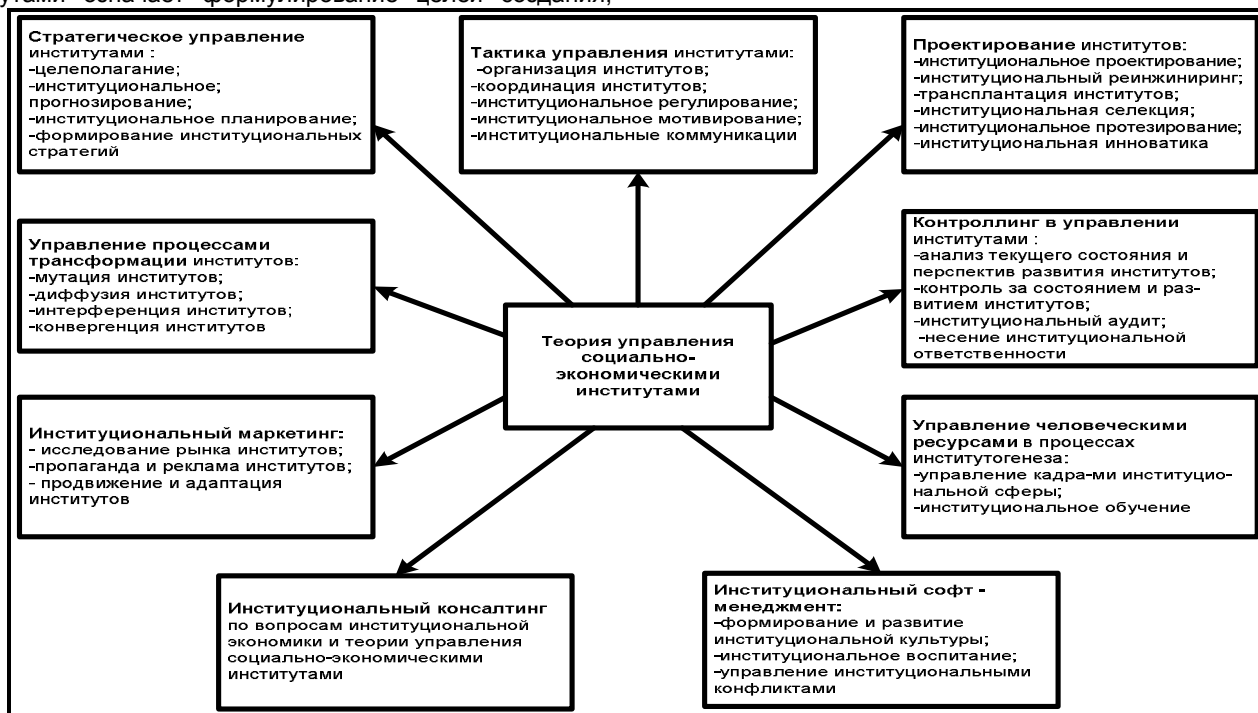 утами означает формулирование целей создания,
Стратегическое управление
институтами :
-целеполагание;
-институциональное;
прогнозирование;
-институциональное планирование;
-формирование институциональных
стратегий
Тактика управления институтами:
-организация институтов;
-координация институтов;
-институциональное регулирование;
-институциональное мотивирование;
-институциональные коммуникации
Проектирование институтов:
-институциональное проектирование;
-институциональный реинжиниринг;
-трансплантация институтов;
-институциональная селекция;
-институциональное протезирование;
-институциональная инноватика
Управление процессами
трансформации институтов:
-мутация институтов;
-диффузия институтов;
-интерференция институтов;
-конвергенция институтов
Контроллинг в управлении
институтами :
-анализ текущего состояния и
перспектив развития институтов;
-контроль за состоянием и раз-
витием институтов;
-институциональный аудит;
-несение институциональной
ответственности
Теория управления
социально-
экономическими
институтами
Институциональный маркетинг:
- исследование рынка институтов;
-пропаганда и реклама институтов;
- продвижение и адаптация
институтов
Управление человеческими
ресурсами в процессах
институтогенеза:
-управление кадра-ми институцио-
нальной сферы;
-институциональное обучение
Институциональный консалтинг
по вопросам институциональной
экономики и теории управления
социально-экономическими
институтами
Институциональный софт -
менеджмент:
-формирование и развитие
институциональной культуры;
-институциональное воспитание;
-управление институциональными
конфликтами